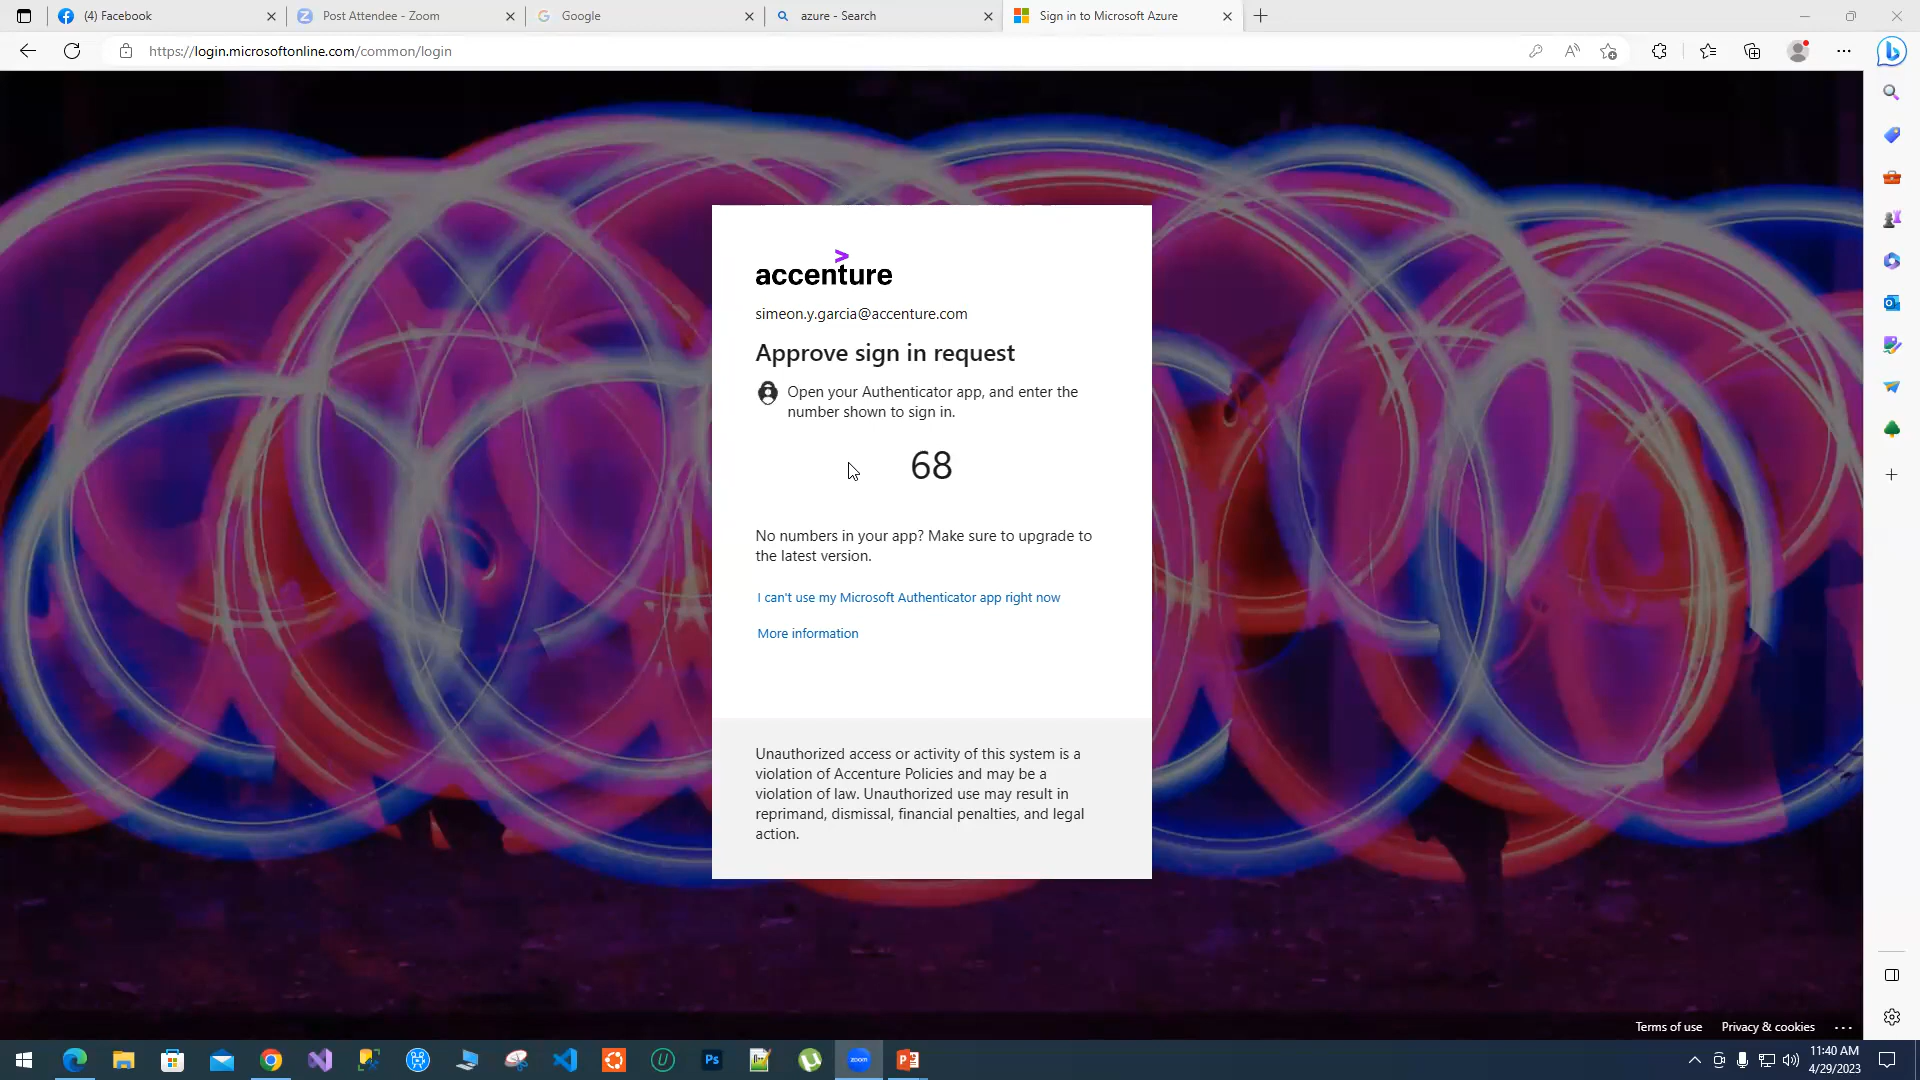 (4) Facebook
Post Attendee - Zoom
Google
azure - Search
Sign in to Microsoft Azure
https://login.microsoftonline.com/common/login
accenture
simeon.y.garcia@accenture.com
Approve sign in request
Open your Authenticator app, and enter the
number shown to sign in.
68
No numbers in your app? Make sure to upgrade to
the latest version.
I can't use my Microsoft Authenticator app right now
More information
Unauthorized access or activity of this system is a
violation of Accenture Policies and may be a
violation of law. Unauthorized use may result in
reprimand, dismissal, financial penalties, and legal
action.
Terms of use
Privacy & cookies
...
Ps
zoom
11:40 AM
4/29/2023